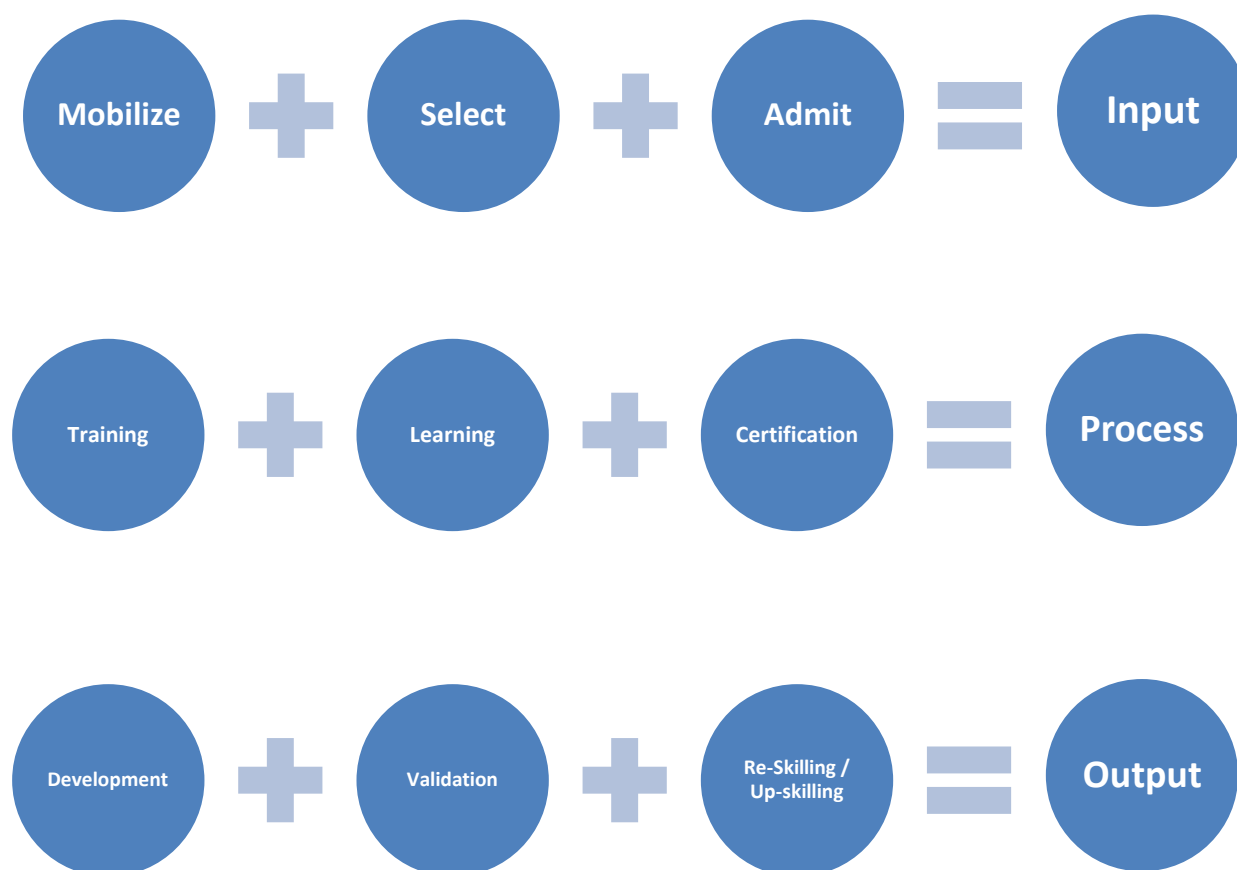 Mobilize
Select
Admit
Input
Training
Learning
Certification
Process
Development
Validation
Re-Skilling /
Up-skilling
Output